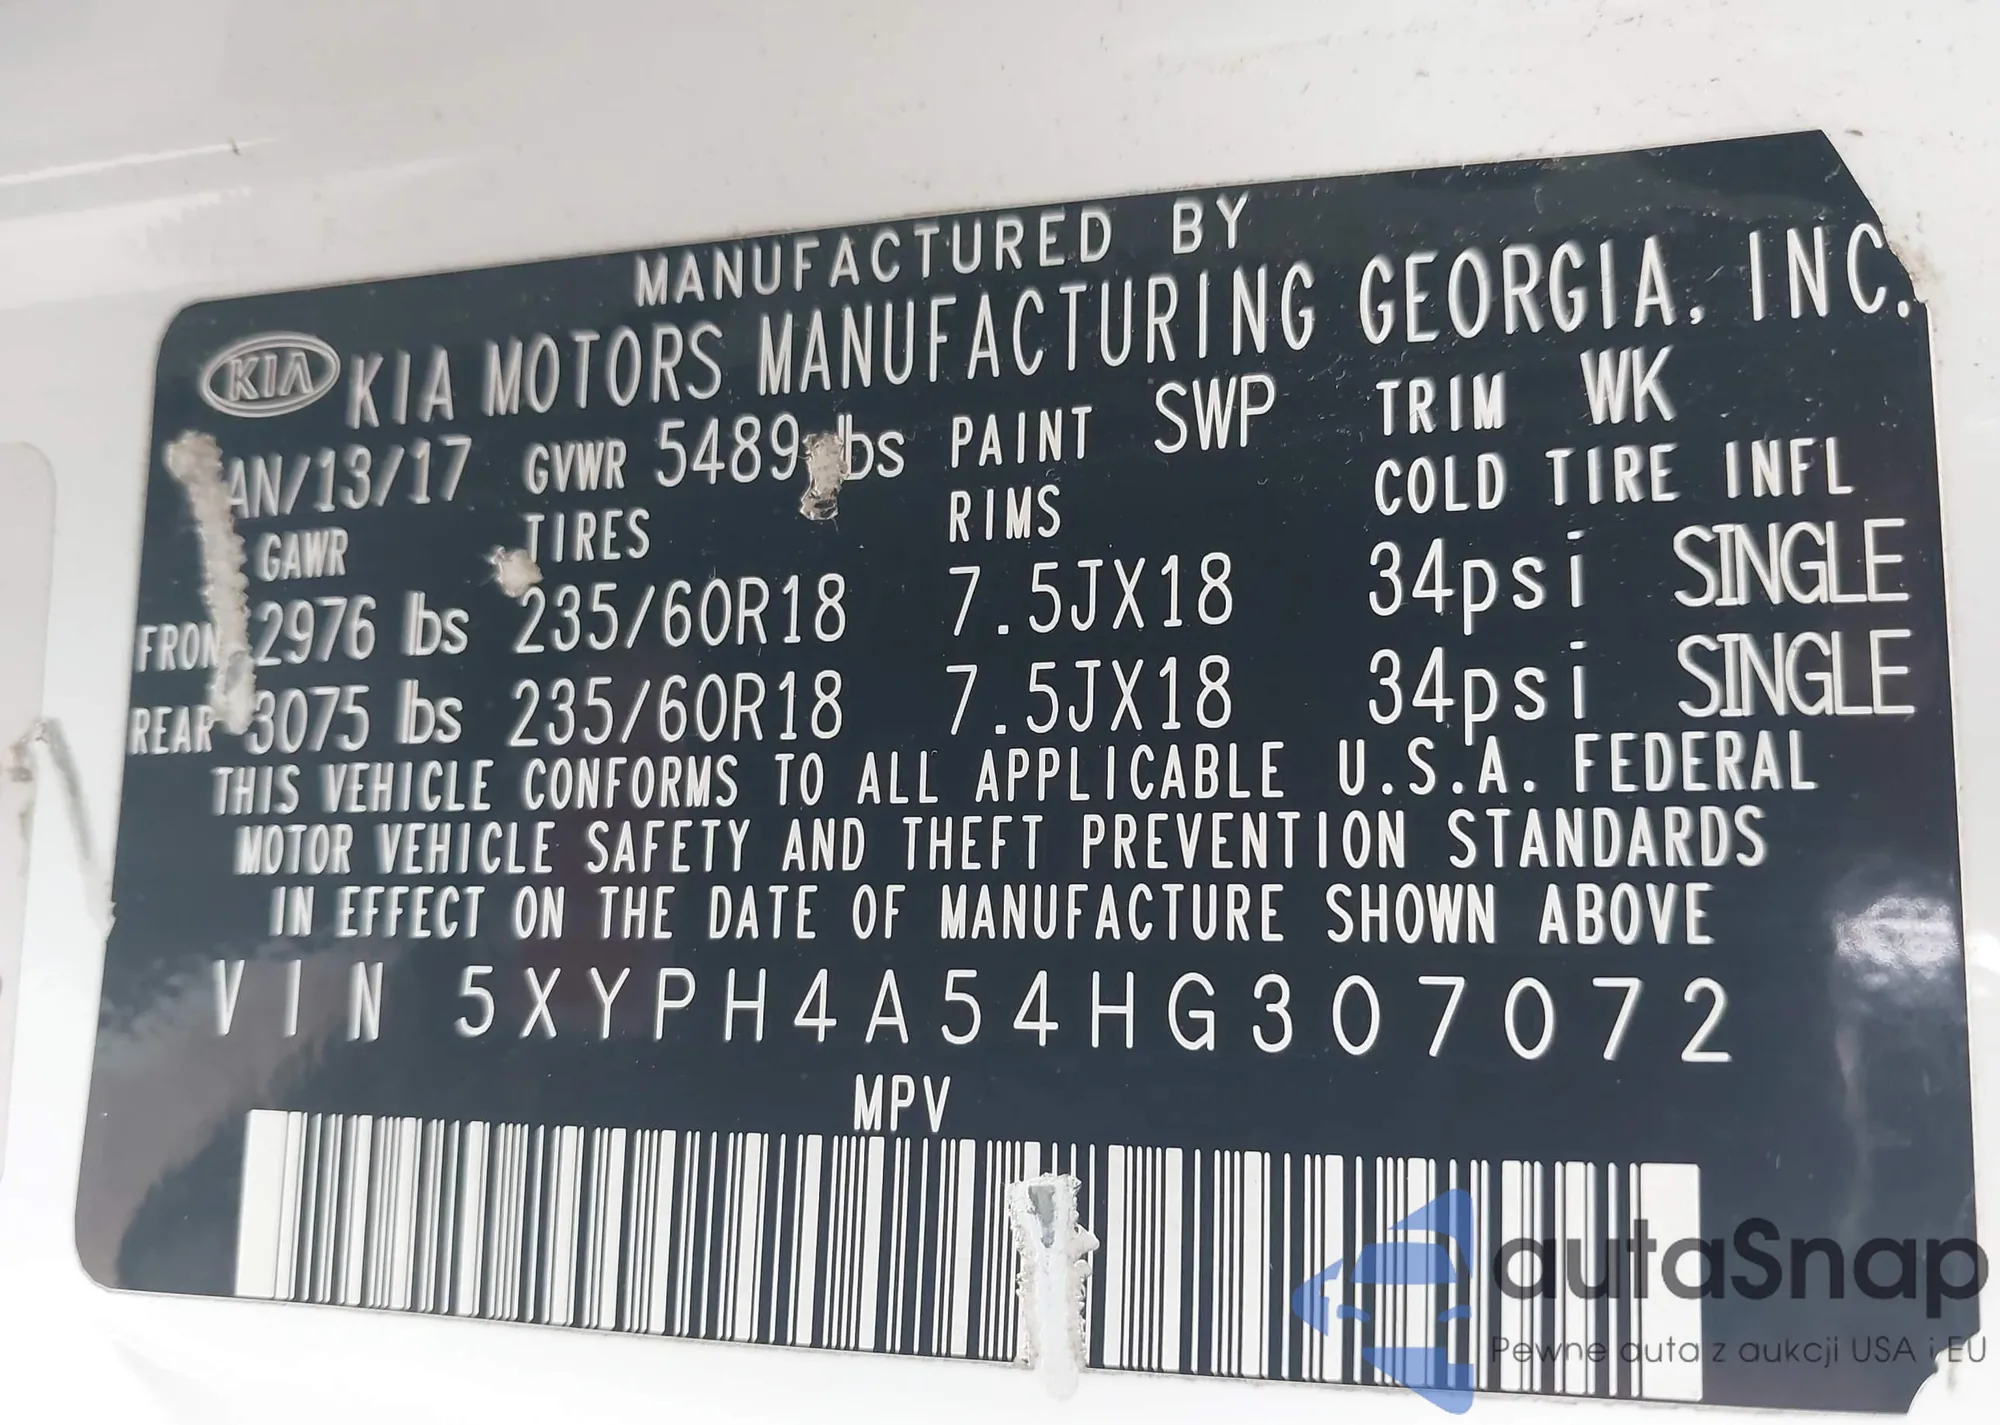 MANUFACTURED BY
KIA KIA MOTORS MANUFACTURING GEORGIA, INC.
AN/13/17 GVWR 5489 lbs PAINT SWP TRIM WK
GAWR TIRES RIMS COLD TIRE INFL
FRON 2976 lbs 235/60R18 7.5JX18 34psi SINGLE
REAR 3075 lbs 235/60R18 7.5JX18 34psi SINGLE
THIS VEHICLE CONFORMS TO ALL APPLICABLE U.S.A. FEDERAL
MOTOR VEHICLE SAFETY AND THEFT PREVENTION STANDARDS
IN EFFECT ON THE DATE OF MANUFACTURE SHOWN ABOVE
VIN 5XYPH4A54HG307072
MPV
autaSnap
Pewne auta z aukcji USA i EU